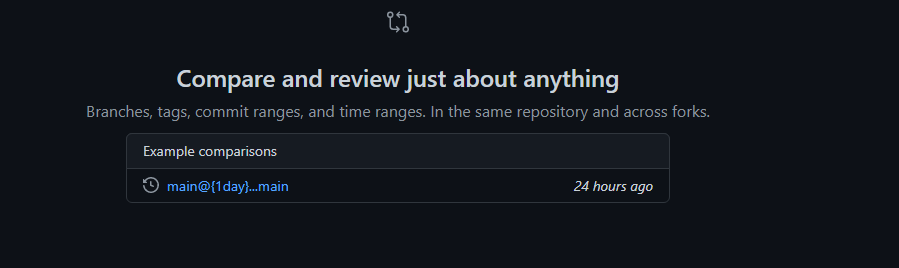 Compare and review just about anything
Branches, tags, commit ranges, and time ranges. In the same repository and across forks.
Example comparisons
main@{1day}...main 24 hours ago